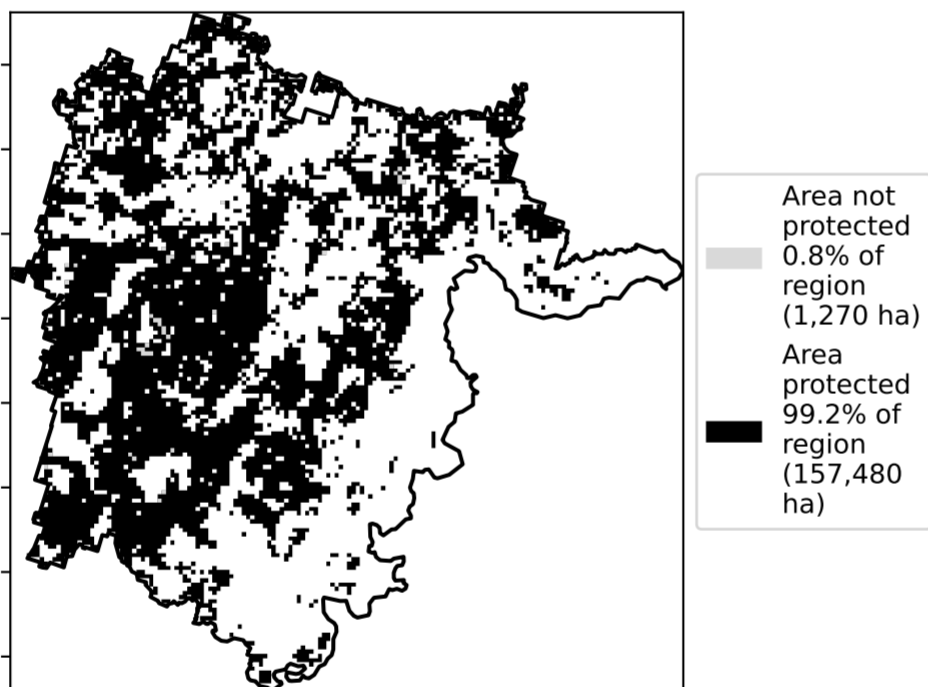 Area not
protected
0.8% of
region
(1,270 ha)
Area
protected
99.2% of
region
(157,480
ha)